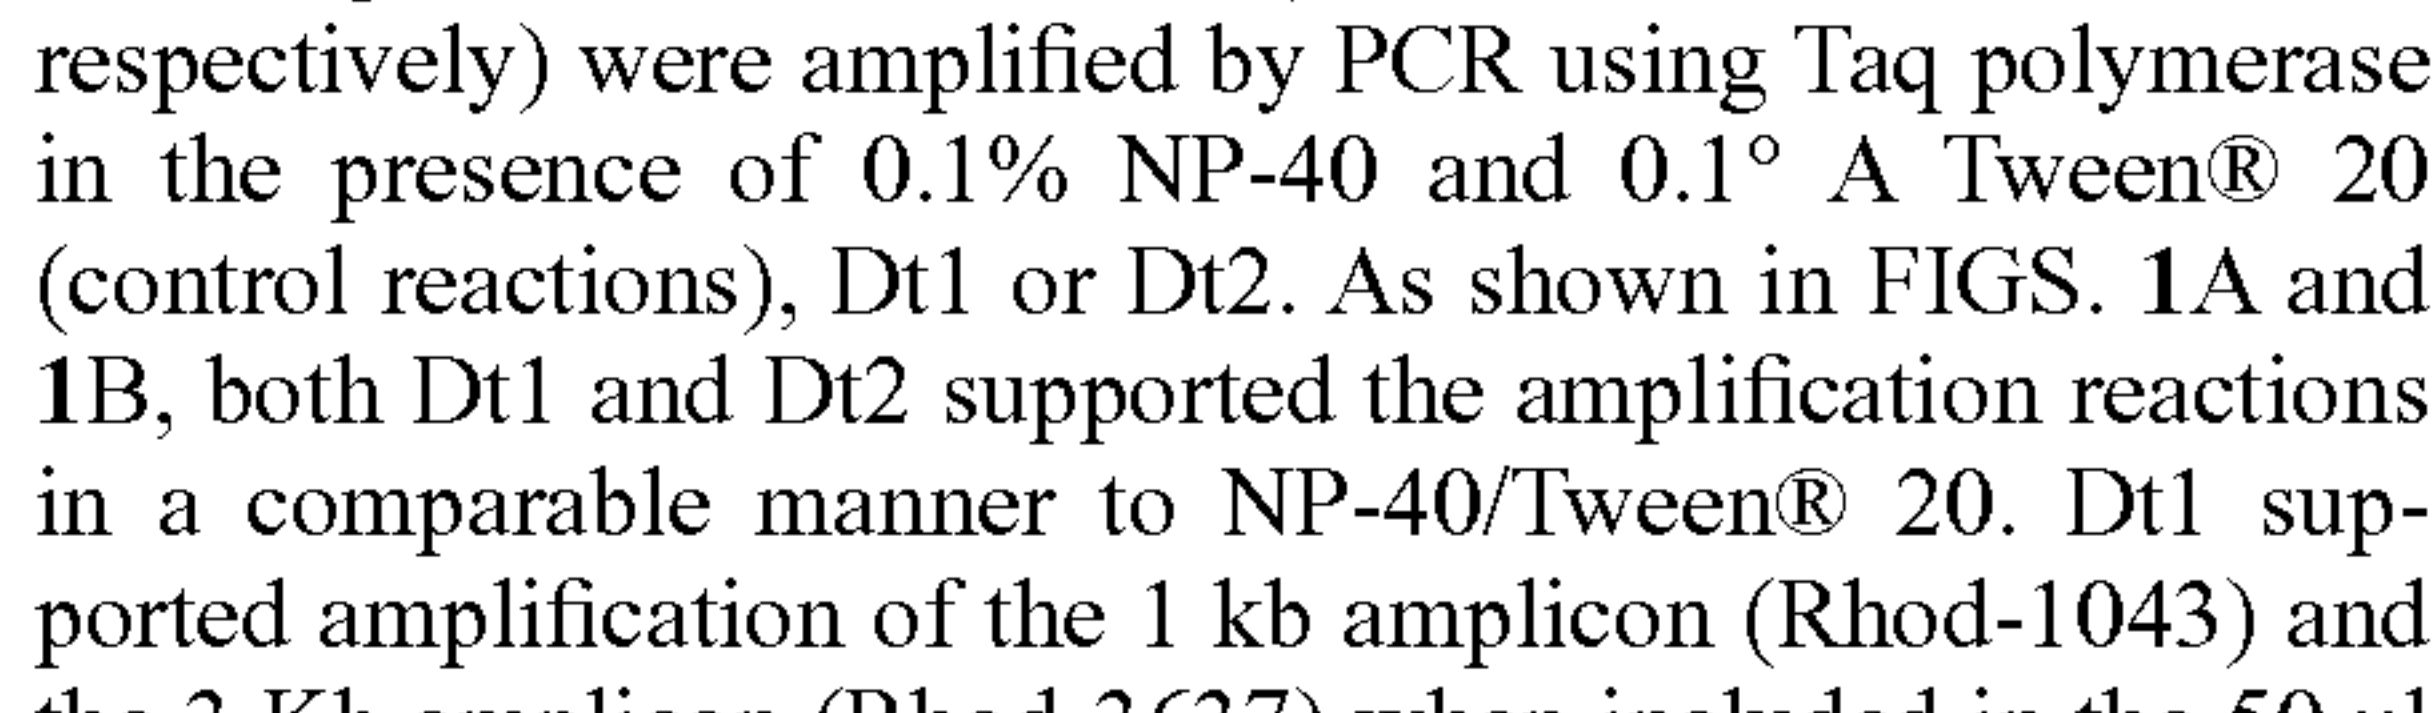 respectively) were amplified by PCR using Taq polymerase
in the presence of 0.1% NP-40 and 0.1° A Tween® 20
(control reactions), Dt1 or Dt2. As shown in FIGS. 1A and
1B, both Dt1 and Dt2 supported the amplification reactions
in a comparable manner to NP-40/Tween® 20. Dt1 sup-
ported amplification of the 1 kb amplicon (Rhod-1043) and